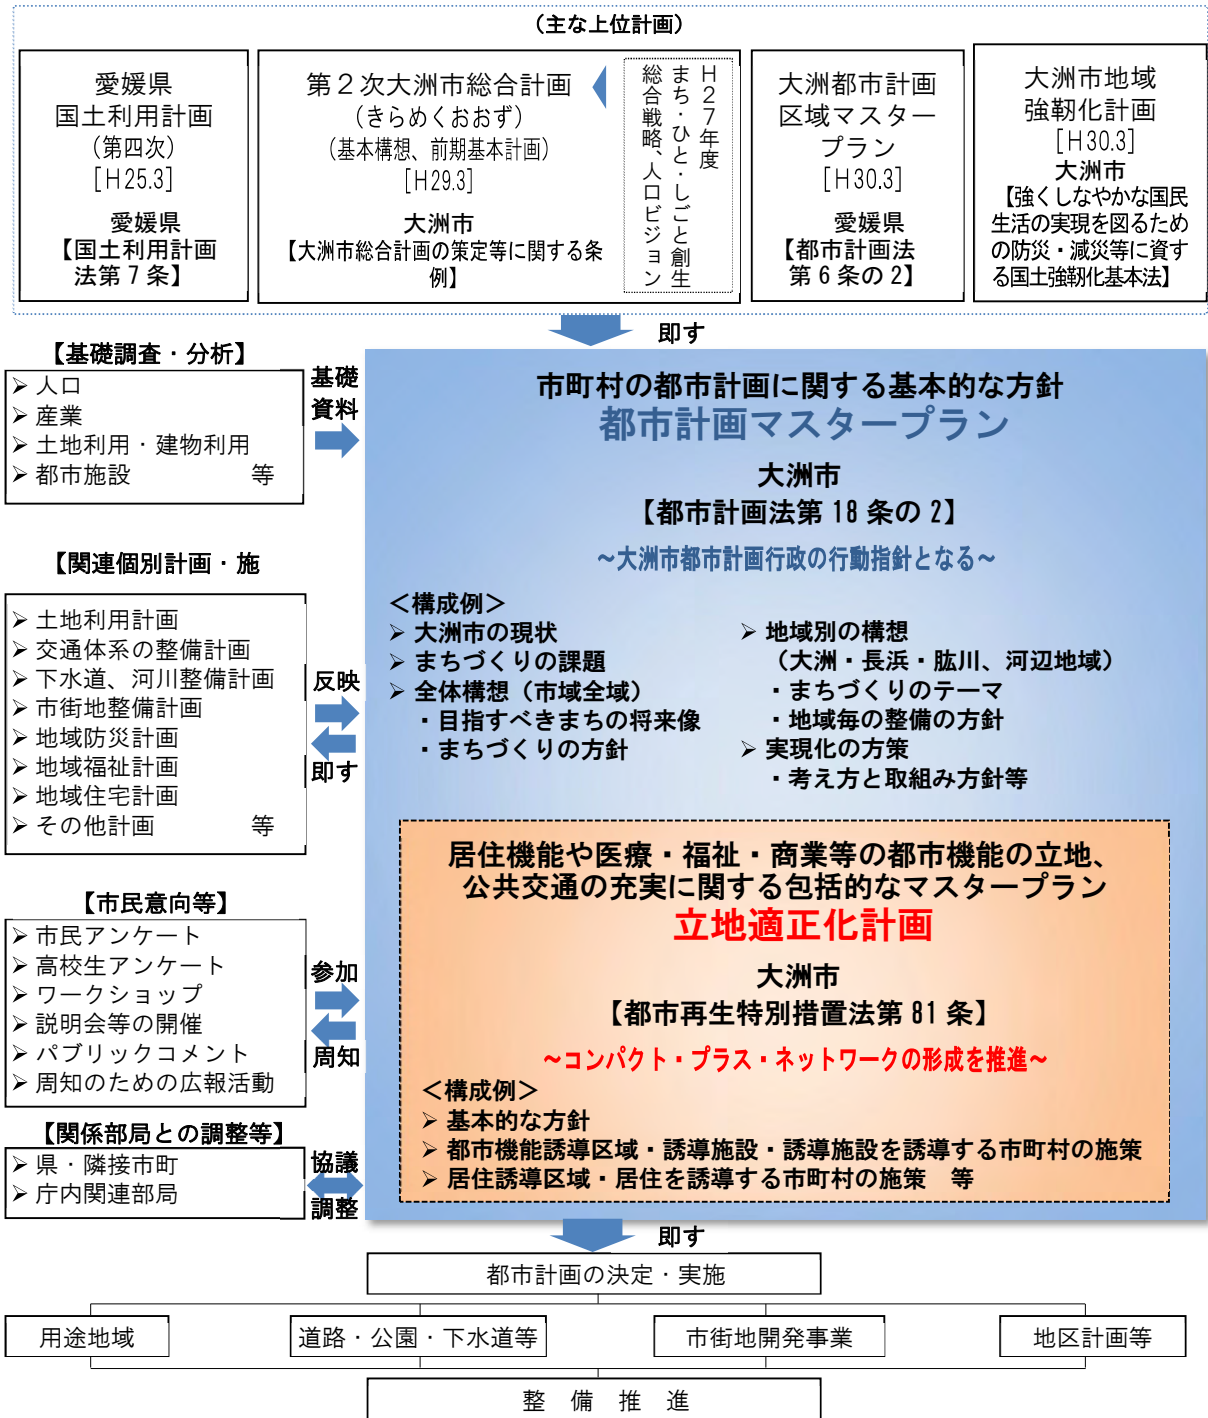 （主な上位計画）
愛媛県
国土利用計画
（第四次）
［H25.3］
愛媛県
【国土利用計画
法第７条】
第２次大洲市総合計画
（きらめくおおず）
（基本構想、前期基本計画）
［H29.3］
大洲市
【大洲市総合計画の策定等に関する条
例】
Ｈ２７年度
まち・ひと・しごと創生
総合戦略、人口ビジョン
大洲都市計画
区域マスター
プラン
［H30.3］
愛媛県
【都市計画法
第６条の２】
大洲市地域
強靭化計画
［H30.3］
大洲市
【強くしなやかな国民
生活の実現を図るため
の防災・減災等に資す
る国土強靭化基本法】
即す
【基礎調査・分析】
➢ 人口
➢ 産業
➢ 土地利用・建物利用
➢ 都市施設　　　　　等
基礎
資料
【関連個別計画・施
➢ 土地利用計画
➢ 交通体系の整備計画
➢ 下水道、河川整備計画
➢ 市街地整備計画
➢ 地域防災計画
➢ 地域福祉計画
➢ 地域住宅計画
➢ その他計画　　　　等
反映
即す
【市民意向等】
➢ 市民アンケート
➢ 高校生アンケート
➢ ワークショップ
➢ 説明会等の開催
➢ パブリックコメント
➢ 周知のための広報活動
参加
周知
【関係部局との調整等】
➢ 県・隣接市町
➢ 庁内関連部局
協議
調整
市町村の都市計画に関する基本的な方針
都市計画マスタープラン
大洲市
【都市計画法第 18 条の 2】
～大洲市都市計画行政の行動指針となる～
＜構成例＞
➢ 大洲市の現状
➢ まちづくりの課題
➢ 全体構想（市域全域）
・目指すべきまちの将来像
・まちづくりの方針
➢ 地域別の構想
（大洲・長浜・肱川、河辺地域）
・まちづくりのテーマ
・地域毎の整備の方針
➢ 実現化の方策
・考え方と取組み方針等
居住機能や医療・福祉・商業等の都市機能の立地、
公共交通の充実に関する包括的なマスタープラン
立地適正化計画
大洲市
【都市再生特別措置法第 81 条】
～コンパクト・プラス・ネットワークの形成を推進～
＜構成例＞
➢ 基本的な方針
➢ 都市機能誘導区域・誘導施設・誘導施設を誘導する市町村の施策
➢ 居住誘導区域・居住を誘導する市町村の施策　等
即す
都市計画の決定・実施
用途地域
道路・公園・下水道等
市街地開発事業
地区計画等
整　備　推　進